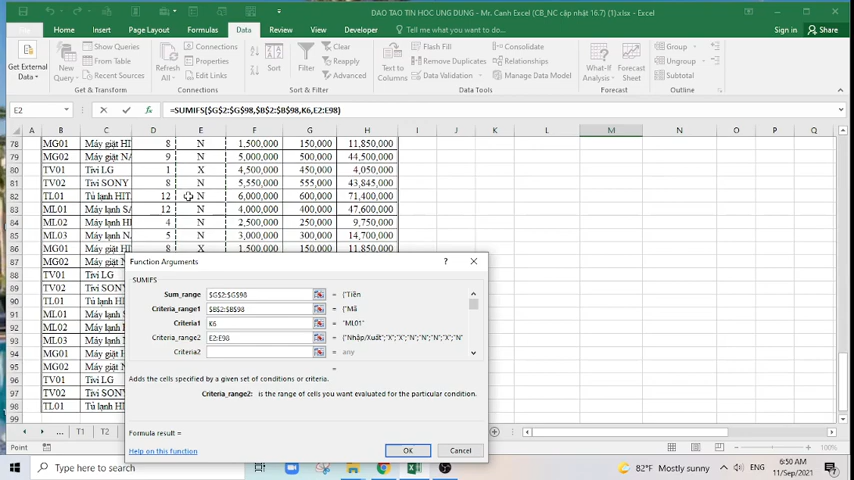 DAO TAO TIN HOC UNG DUNG - Mr. Canh Excel (CB_NC cập nhật 16.7) (1).xlsx - Excel
Home Insert Page Layout Formulas Data Review View Developer Tell me what you want to do... Sign in Share
Get External Data
New Query
Show Queries
From Table
Recent Sources
Refresh All
Connections
Properties
Edit Links
Sort
Filter
Clear
Reapply
Advanced
Text to Columns
Flash Fill
Remove Duplicates
Data Validation
Consolidate
Relationships
Manage Data Model
What-If Analysis
Forecast Sheet
Group
Ungroup
Subtotal
Get & Transform
Connections
Sort & Filter
Data Tools
Forecast
Outline
E2 =SUMIFS($G$2:$G$98,$B$2:$B$98,K6,E2:E98)
A B C D E F G H I J K L M N O P Q
78 MG01 Máy giặt HI 8 N 1,500,000 150,000 11,850,000
79 MG02 Máy giặt NA 9 N 5,000,000 500,000 44,500,000
80 TV01 Tivi LG 1 X 4,500,000 450,000 4,050,000
81 TV02 Tivi SONY 8 N 5,550,000 555,000 43,845,000
82 TL01 Tủ lạnh HIT 12 N 6,000,000 600,000 71,400,000
83 ML01 Máy lạnh SA 12 N 4,000,000 400,000 47,600,000
84 ML02 Máy lạnh HI 4 N 2,500,000 250,000 9,750,000
85 ML03 Máy lạnh NA 5 N 3,000,000 300,000 14,700,000
86 MG01 Máy giặt HI 8 X 1,500,000 150,000 11,850,000
87 MG02 Máy giặt NA
88 TV01 Tivi LG
89 TV02 Tivi SONY
90 TL01 Tủ lạnh HIT
91 ML01 Máy lạnh S
92 ML02 Máy lạnh H
93 ML03 Máy lạnh N
94 MG01 Máy giặt HI
95 MG02 Máy giặt N
96 TV01 Tivi LG
97 TV02 Tivi SONY
98 TL01 Tủ lạnh HI
99
Function Arguments ?
SUMIFS
Sum_range $G$2:$G$98 = {"Tiền
Criteria_range1 $B$2:$B$98 = {"Mã
Criteria1 K6 = "ML01"
Criteria_range2 E2:E98 = {"Nhập/Xuất";"X";"X";"N";"N";"X";"N"
Criteria2 = any
=
Adds the cells specified by a given set of conditions or criteria.
Criteria_range2: is the range of cells you want evaluated for the particular condition.
Formula result =
Help on this function
OK Cancel
... T1 T2
Point 100%
Type here to search
82°F Mostly sunny ENG 6:50 AM
11/Sep/2021